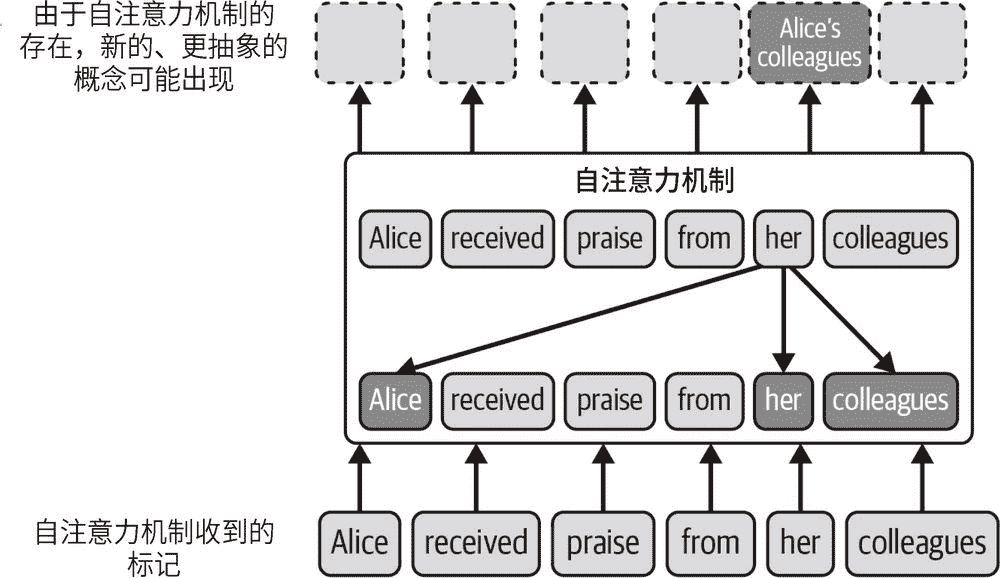 由于自注意力机制的
存在，新的、更抽象的
概念可能出现
Alice's
colleagues
自注意力机制
Alice received praise from her colleagues
Alice received praise from her colleagues
自注意力机制收到的
标记
Alice received praise from her colleagues